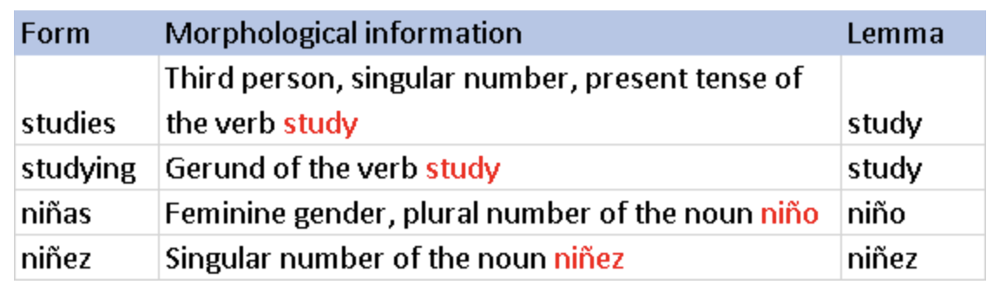 Form Morphological information Lemma
Third person, singular number, present tense of
studies the verb study study
studying Gerund of the verb study study
niñas Feminine gender, plural number of the noun niño niño
niñez Singular number of the noun niñez niñez